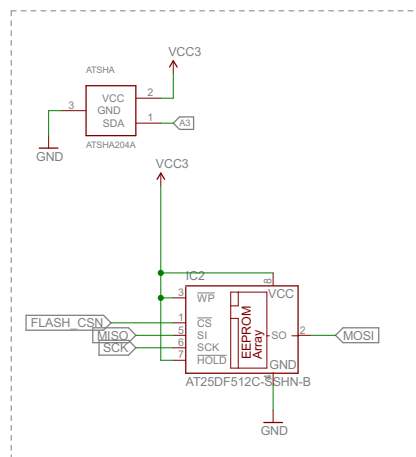 ATSHA
VCC3
VCC
2
3
GND
SDA
1
A3
GND
ATSHA204A
VCC3
IC2
8
3
WP
VCC
FLASH_CSN
1
CS
MISO
5
SI
EEPROM
Array
SO
2
MOSI
SCK
6
SCK
7
HOLD
GND
AT25DF512C-SSHN-B
4
GND